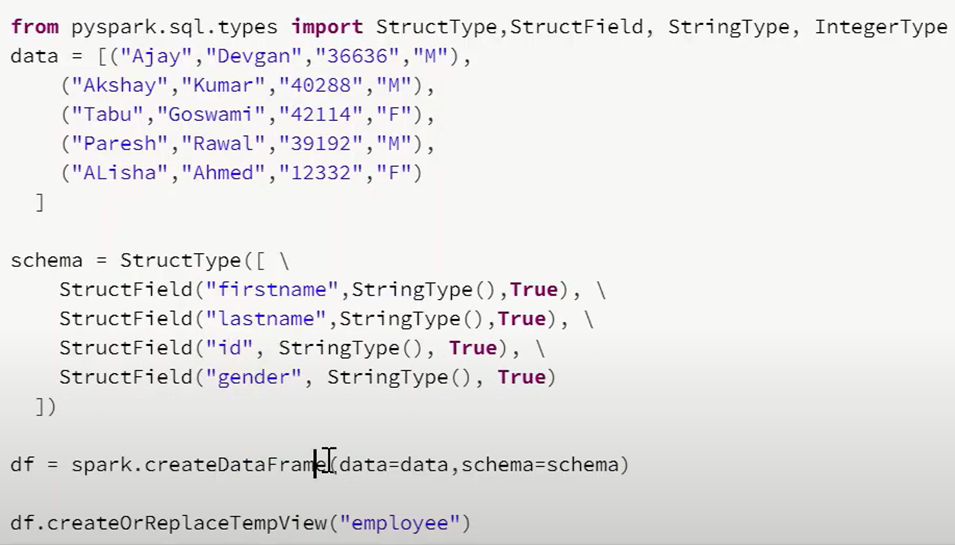 from pyspark.sql.types import StructType,StructField, StringType, IntegerType
data = [("Ajay","Devgan","36636","M"),
("Akshay","Kumar","40288","M"),
("Tabu","Goswami","42114","F"),
("Paresh","Rawal","39192","M"),
("ALisha","Ahmed","12332","F")
]
schema = StructType([ \
StructField("firstname",StringType(),True), \
StructField("lastname",StringType(),True), \
StructField("id", StringType(), True), \
StructField("gender", StringType(), True)
])
df = spark.createDataFrame(data=data,schema=schema)
df.createOrReplaceTempView("employee")